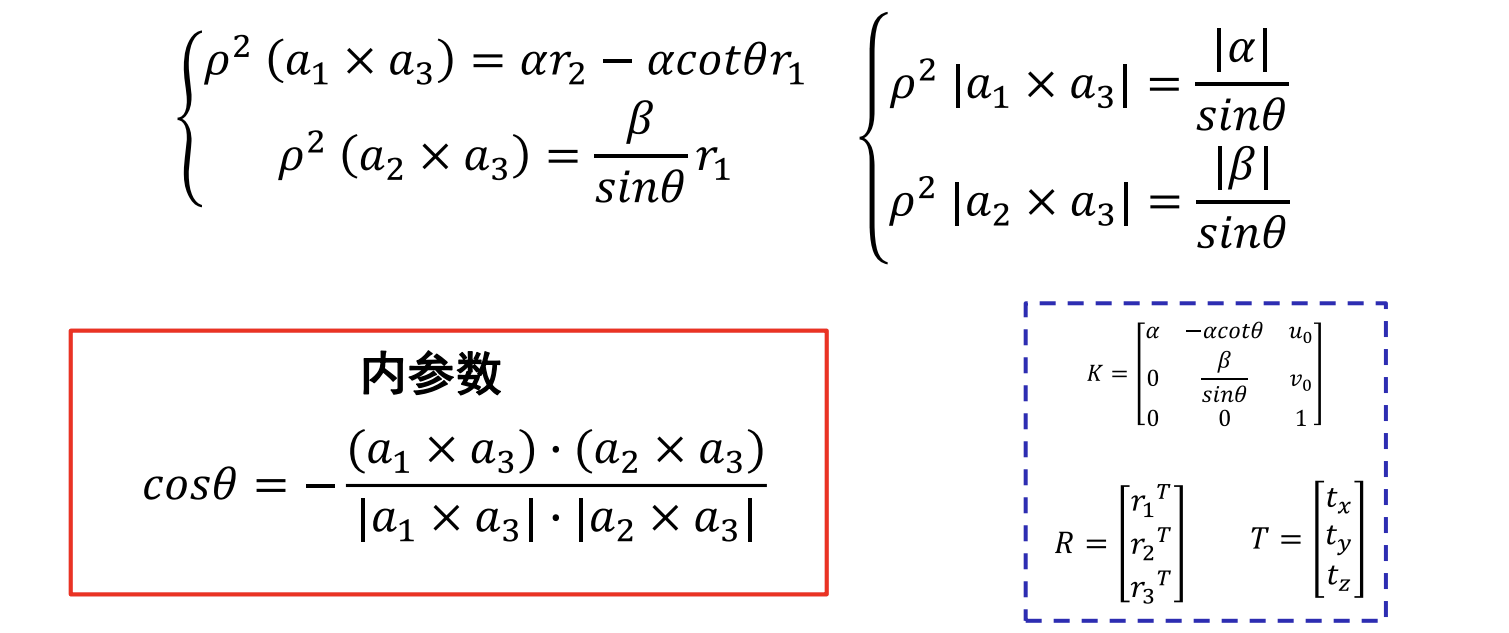 ρ² (a₁ × a₃) = αr₂ − αcotθr₁
ρ² (a₂ × a₃) = β/sinθ r₁
ρ² |a₁ × a₃| = |α|/sinθ
ρ² |a₂ × a₃| = |β|/sinθ
内参数
cosθ = − (a₁ × a₃) · (a₂ × a₃) / |a₁ × a₃| · |a₂ × a₃|
K = [α −αcotθ u₀
0 β/sinθ v₀
0 0 1]
R = [r₁ᵀ
r₂ᵀ
r₃ᵀ]
T = [t_x
t_y
t_z]